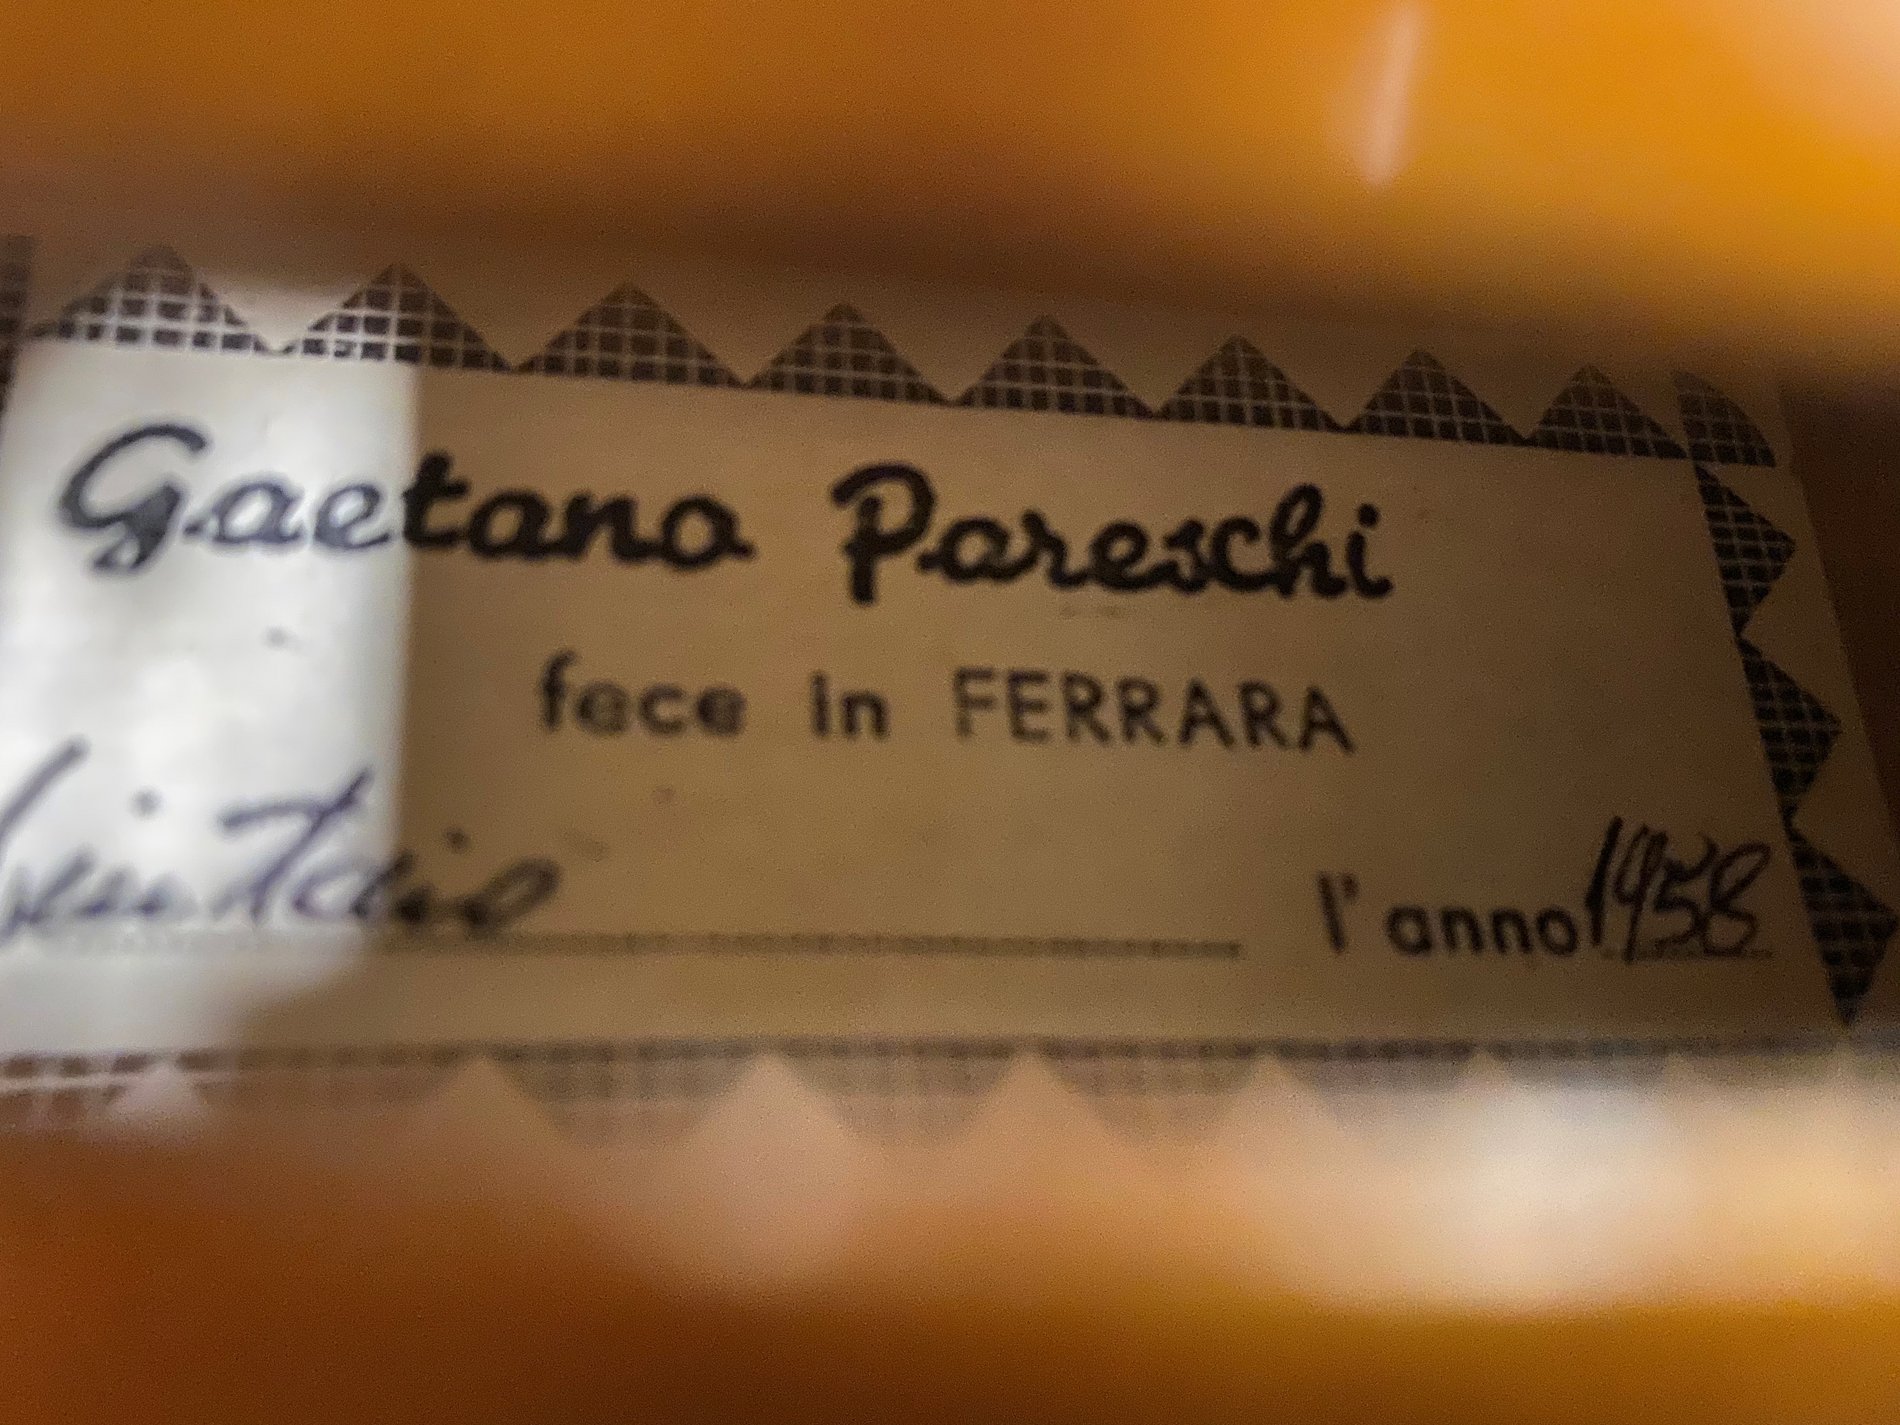 Gaetano Pareschi
fece in FERRARA
l'anno 1958